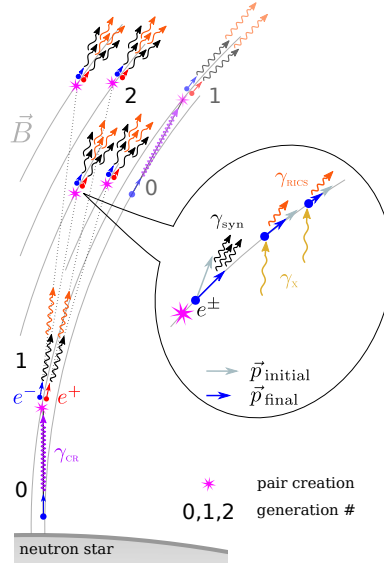 2
1
B⃗
0
γRICS
γsyn
γX
e±
1
p⃗initial
e− e+
p⃗final
γCR
0
pair creation
0,1,2 generation #
neutron star